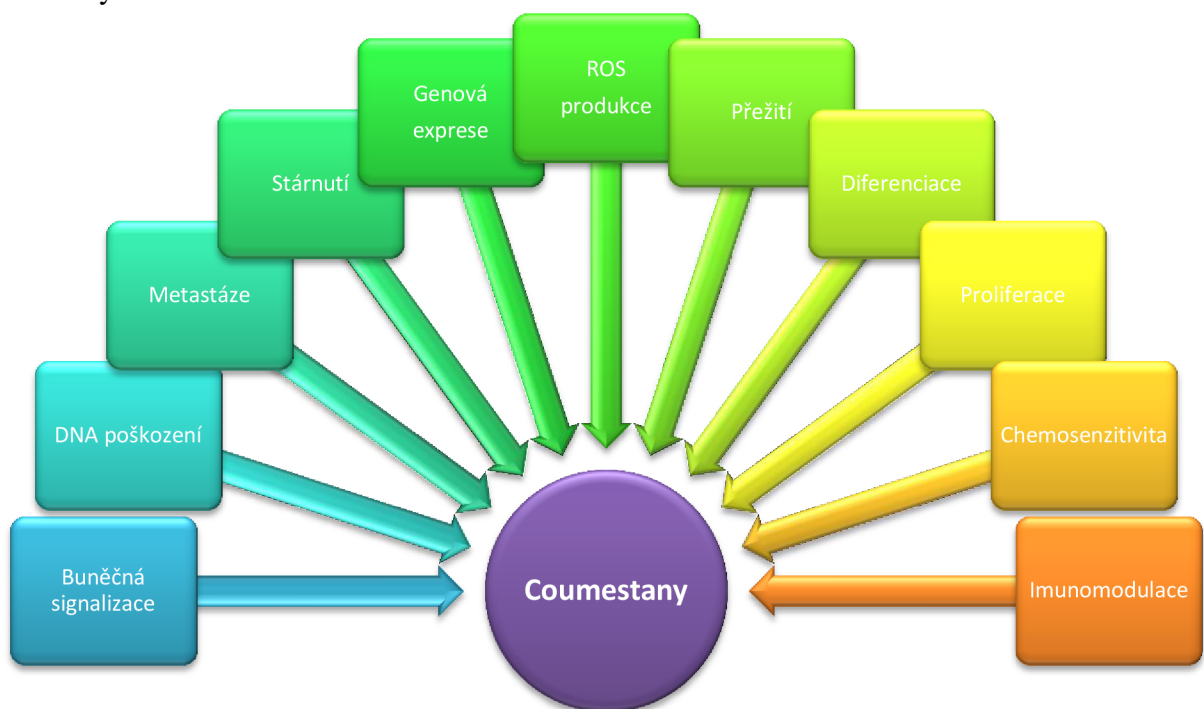 Buněčná
signalizace
DNA poškození
Metastáze
Stárnutí
Genová
exprese
ROS
produkce
Přežití
Diferenciace
Proliferace
Chemosenzitivita
Imunomodulace
Coumestany